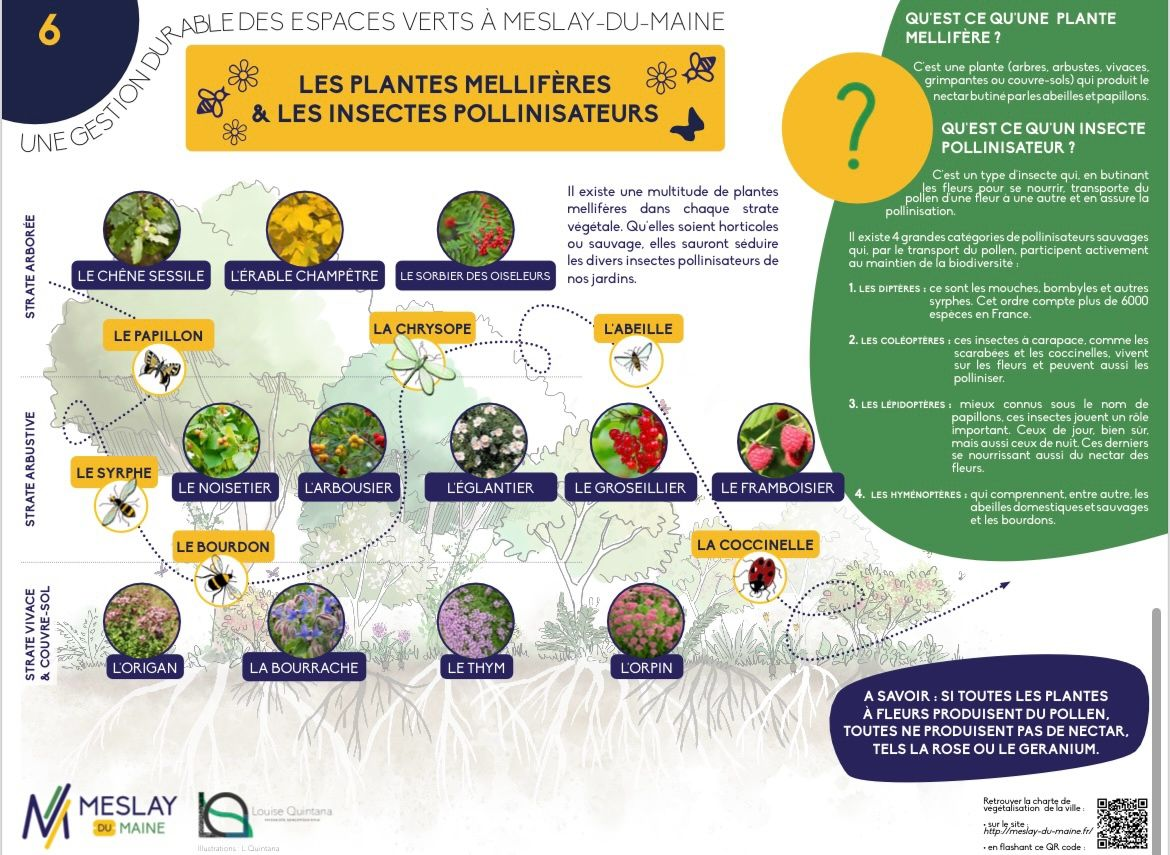 6
UNE GESTION DURABLE DES ESPACES VERTS À MESLAY-DU-MAINE
LES PLANTES MELLIFÈRES
& LES INSECTES POLLINISATEURS
Il existe une multitude de plantes
mellifères dans chaque strate
végétale. Qu'elles soient horticoles
ou sauvage, elles sauront séduire
les divers insectes pollinisateurs de
nos jardins.
STRATE ARBORÉE
LE CHÊNE SESSILE
L'ÉRABLE CHAMPÊTRE
LE SORBIER DES OISELEURS
LE PAPILLON
LA CHRYSOPE
L'ABEILLE
STRATE ARBUSTIVE
LE SYRPHE
LE NOISETIER
L'ARBOUSIER
L'ÉGLANTIER
LE GROSEILLIER
LE FRAMBOISIER
LE BOURDON
LA COCCINELLE
STRATE VIVACE
& COUVRE-SOL
L'ORIGAN
LA BOURRACHE
LE THYM
L'ORPIN
?
QU'EST CE QU'UNE PLANTE
MELLIFÈRE ?
C'est une plante (arbres, arbustes, vivaces,
grimpantes ou couvre-sols) qui produit le
nectar butiné par les abeilles et papillons.
QU'EST CE QU'UN INSECTE
POLLINISATEUR ?
C'est un type d'insecte qui, en butinant
les fleurs pour se nourrir, transporte du
pollen d'une fleur à une autre et en assure la
pollinisation.
Il existe 4 grandes catégories de pollinisateurs sauvages
qui, par le transport du pollen, participent activement
au maintien de la biodiversité :
1. LES DIPTÈRES : ce sont les mouches, bombyles et autres
syrphes. Cet ordre compte plus de 6000
espèces en France.
2. LES COLÉOPTÈRES : ces insectes à carapace, comme les
scarabées et les coccinelles, vivent
sur les fleurs et peuvent aussi les
polliniser.
3. LES LÉPIDOPTÈRES : mieux connus sous le nom de
papillons, ces insectes jouent un rôle
important. Ceux de jour, bien sûr,
mais aussi ceux de nuit. Ces derniers
se nourrissant aussi du nectar des
fleurs.
4. LES HYMÉNOPTÈRES : qui comprennent, entre autre, les
abeilles domestiques et sauvages
et les bourdons.
A SAVOIR : SI TOUTES LES PLANTES
À FLEURS PRODUISENT DU POLLEN,
TOUTES NE PRODUISENT PAS DE NECTAR,
TELS LA ROSE OU LE GERANIUM.
MESLAY
DU MAINE
Louise Quintana
Illustrations : L Quintana
Retrouver la charte de
végétalisation de la ville :
• sur le site :
http://meslay-du-maine.fr/
• en flashant ce QR code :